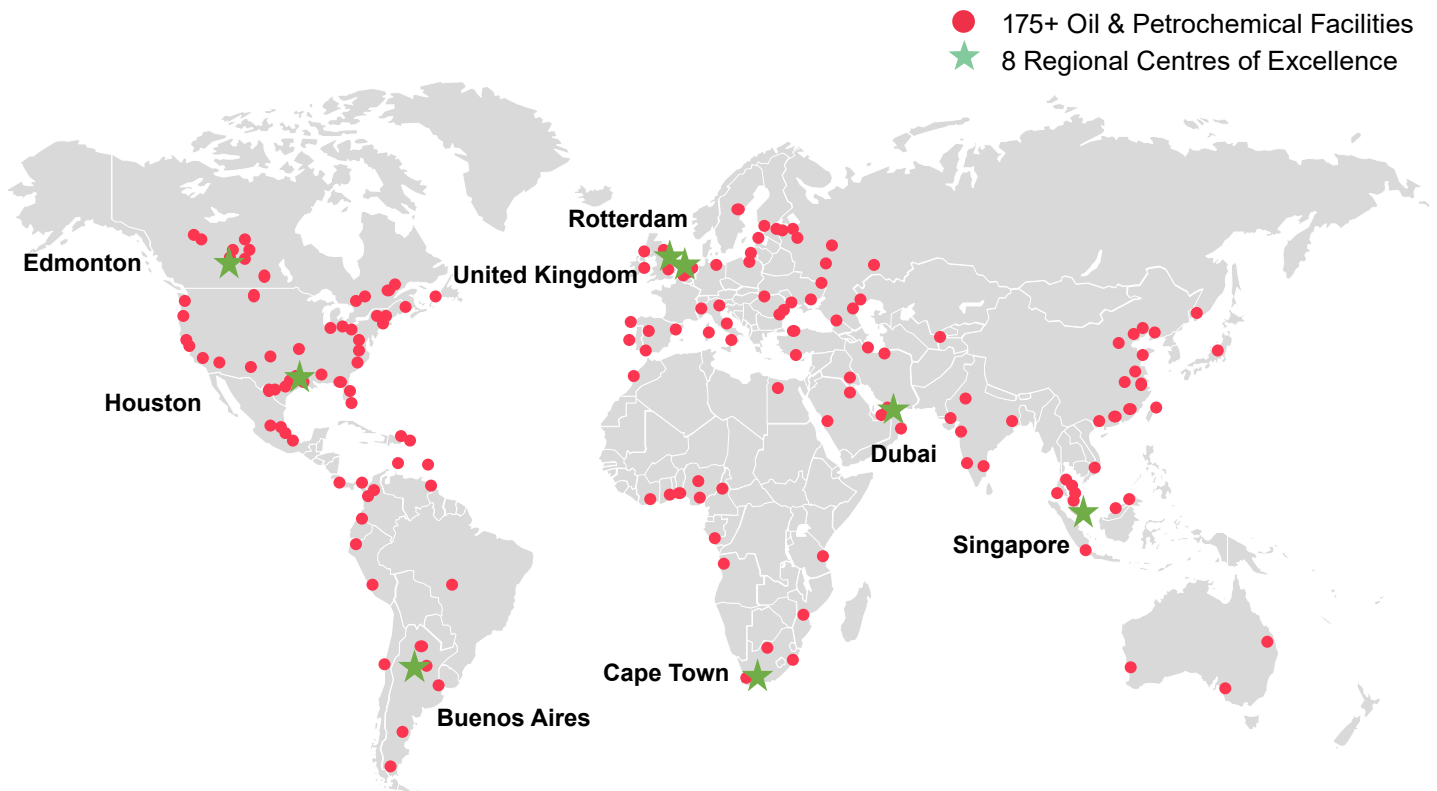 175+ Oil & Petrochemical Facilities
8 Regional Centres of Excellence
Rotterdam
Edmonton
United Kingdom
Houston
Dubai
Singapore
Cape Town
Buenos Aires